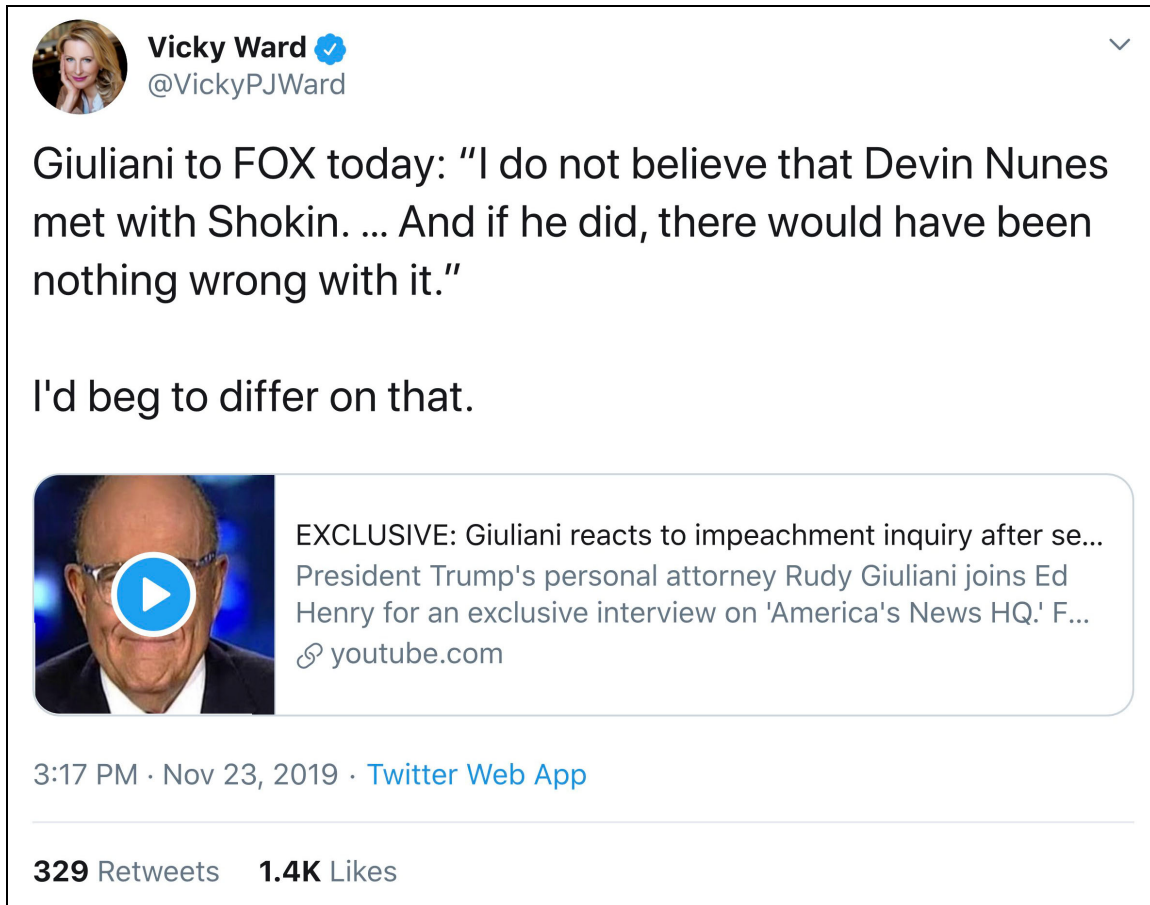 Vicky Ward
@VickyPJWard
Giuliani to FOX today: “I do not believe that Devin Nunes
met with Shokin. ... And if he did, there would have been
nothing wrong with it.”
I'd beg to differ on that.
EXCLUSIVE: Giuliani reacts to impeachment inquiry after se...
President Trump's personal attorney Rudy Giuliani joins Ed
Henry for an exclusive interview on 'America's News HQ.' F...
youtube.com
3:17 PM · Nov 23, 2019 · Twitter Web App
329 Retweets 1.4K Likes